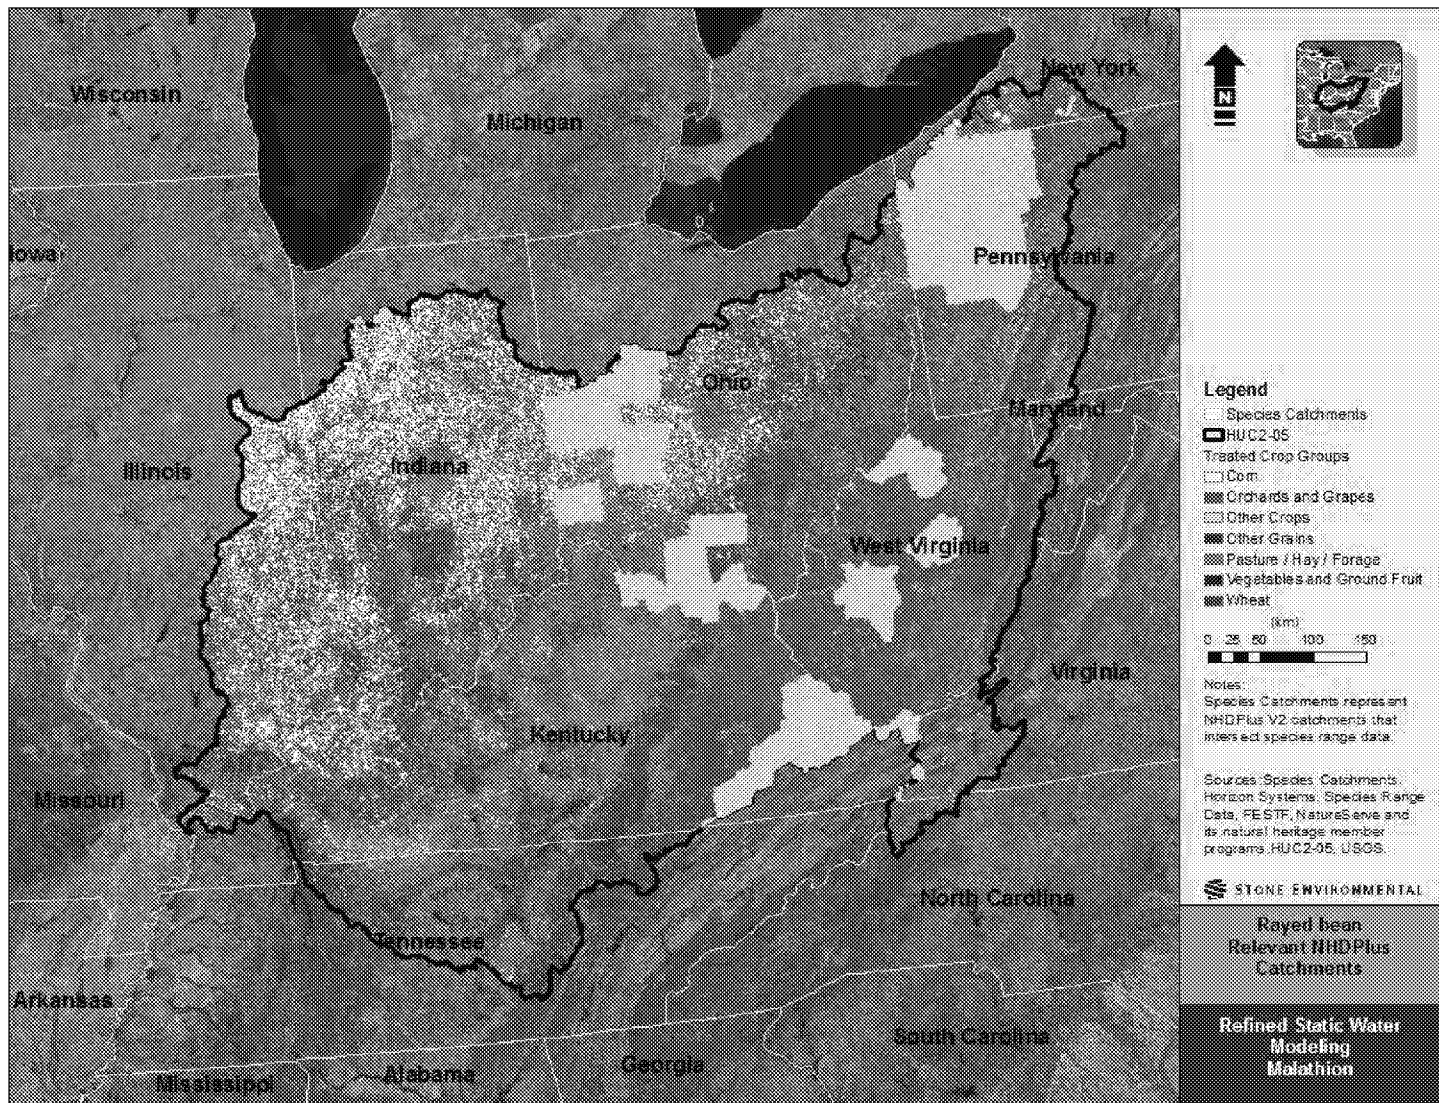 New York
Wisconsin
Michigan
Iowa
Pennsylvania
Ohio
Maryland
Illinois
Indiana
West Virginia
Virginia
Kentucky
Missouri
North Carolina
Tennessee
Arkansas
South Carolina
Georgia
Alabama
Mississippi
N
Legend
Species Catchments
HUC2-05
Treated Crop Groups
Corn
Orchards and Grapes
Other Crops
Other Grains
Pasture / Hay / Forage
Vegetables and Ground Fruit
Wheat
(km)
0 25 50 100 150
Notes:
Species Catchments represent
NHDPlus V2 catchments that
intersect species range data.
Sources: Species Catchments,
Horizon Systems; Species Range
Data, FESTF, NatureServe and
its natural heritage member
programs; HUC2-05, USGS.
STONE ENVIRONMENTAL
Rayed bean
Relevant NHDPlus
Catchments
Refined Static Water
Modeling
Malathion